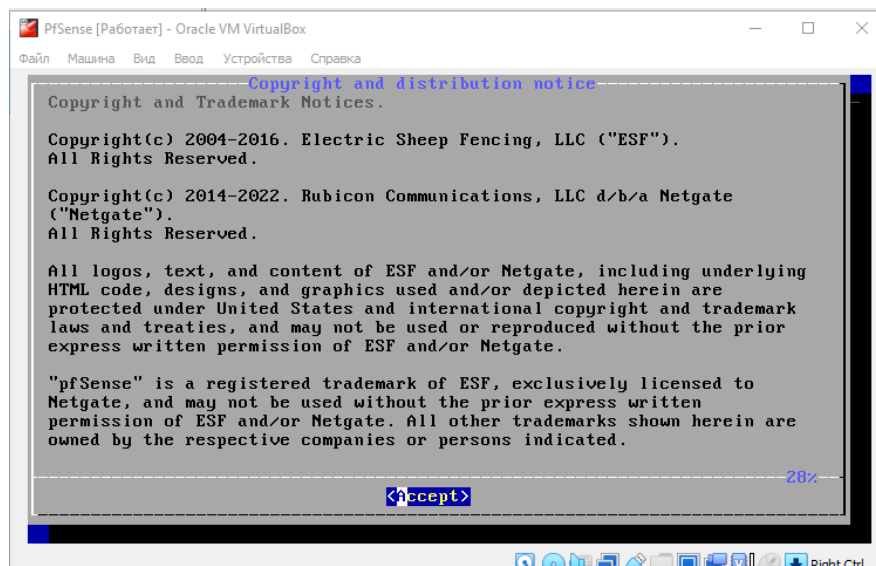 PfSense [Работает] - Oracle VM VirtualBox
Файл Машина Вид Ввод Устройства Справка
Copyright and distribution notice
Copyright and Trademark Notices.
Copyright(c) 2004-2016. Electric Sheep Fencing, LLC ("ESF").
All Rights Reserved.
Copyright(c) 2014-2022. Rubicon Communications, LLC d/b/a Netgate
("Netgate").
All Rights Reserved.
All logos, text, and content of ESF and/or Netgate, including underlying
HTML code, designs, and graphics used and/or depicted herein are
protected under United States and international copyright and trademark
laws and treaties, and may not be used or reproduced without the prior
express written permission of ESF and/or Netgate.
"pfSense" is a registered trademark of ESF, exclusively licensed to
Netgate, and may not be used without the prior express written
permission of ESF and/or Netgate. All other trademarks shown herein are
owned by the respective companies or persons indicated.
28%
<Accept>
Right Ctrl